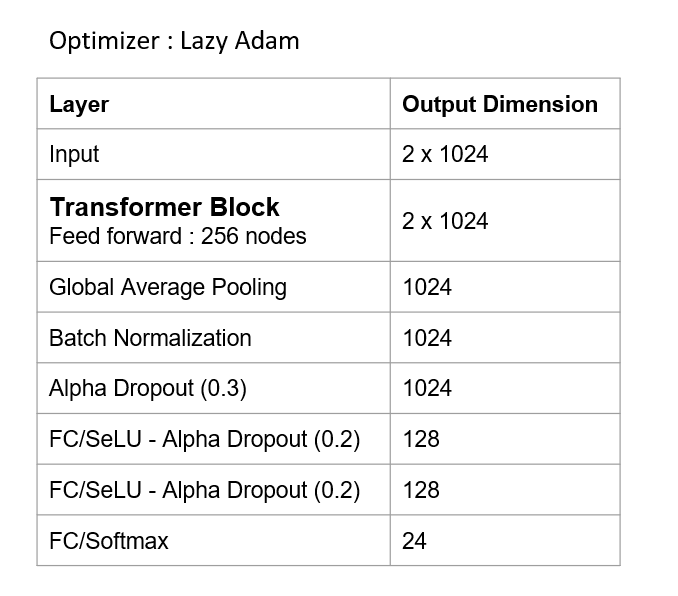 Optimizer : Lazy Adam
Layer Output Dimension
Input 2 x 1024
Transformer Block
Feed forward : 256 nodes 2 x 1024
Global Average Pooling 1024
Batch Normalization 1024
Alpha Dropout (0.3) 1024
FC/SeLU - Alpha Dropout (0.2) 128
FC/SeLU - Alpha Dropout (0.2) 128
FC/Softmax 24